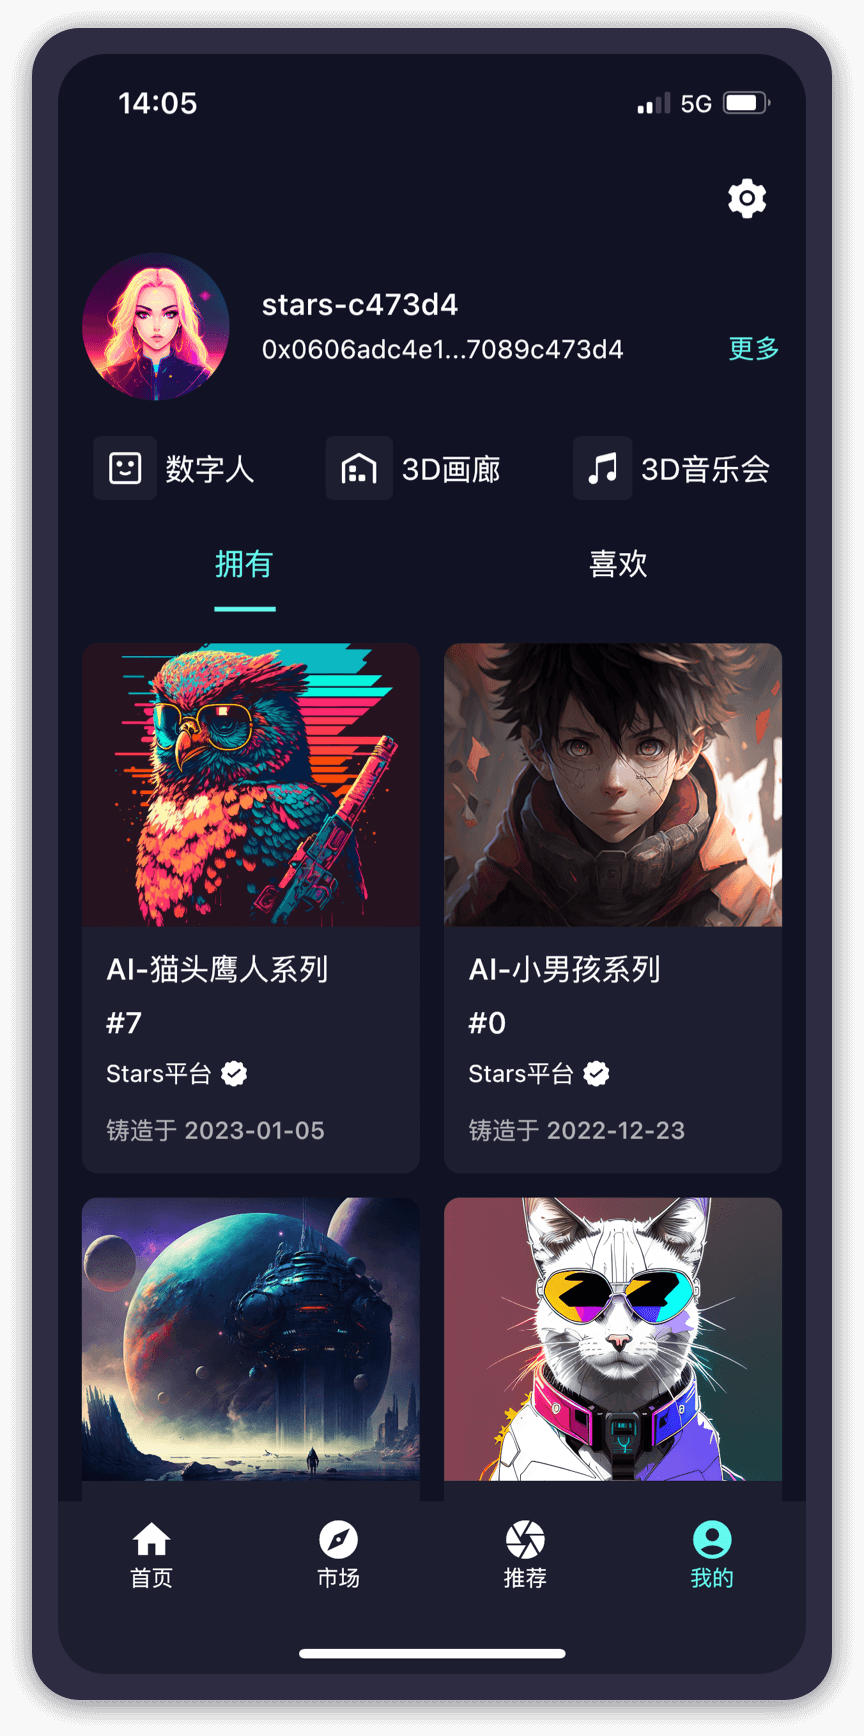 14:05
5G
stars-c473d4
0x0606adc4e1...7089c473d4
更多
数字人
3D画廊
3D音乐会
拥有
喜欢
AI-猫头鹰人系列
#7
Stars平台
铸造于 2023-01-05
AI-小男孩系列
#0
Stars平台
铸造于 2022-12-23
首页
市场
推荐
我的